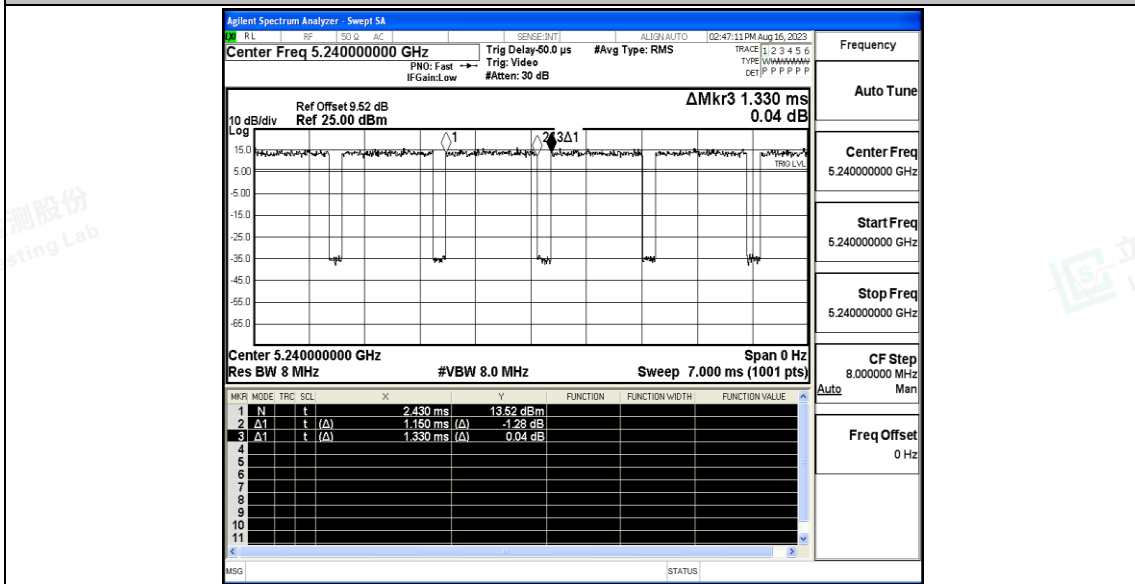 Agilent Spectrum Analyzer - Swept SA
RL RF 50 Ω AC SENSE:INT ALIGN AUTO 02:47:11 PM Aug 16, 2023
Center Freq 5.240000000 GHz
PNO: Fast
IFGain:Low
Trig Delay-50.0 µs
Trig: Video
#Atten: 30 dB
#Avg Type: RMS
TRACE 1 2 3 4 5 6
TYPE
DET P P P P P P
Frequency
Auto Tune
Center Freq
5.240000000 GHz
Start Freq
5.240000000 GHz
Stop Freq
5.240000000 GHz
CF Step
8.000000 MHz
Auto Man
Freq Offset
0 Hz
ΔMkr3 1.330 ms
0.04 dB
Ref Offset 9.52 dB
10 dB/div Ref 25.00 dBm
Log
1
3Δ1
15.0
TRIG LVL
5.00
-5.00
-15.0
-25.0
-35.0
-45.0
-55.0
-65.0
Center 5.240000000 GHz Span 0 Hz
Res BW 8 MHz #VBW 8.0 MHz Sweep 7.000 ms (1001 pts)
MKR MODE TRC SCL X Y FUNCTION FUNCTION WIDTH FUNCTION VALUE
1 N t 2.430 ms 13.52 dBm
2 Δ1 t (Δ) 1.150 ms (Δ) -1.28 dB
3 Δ1 t (Δ) 1.330 ms (Δ) 0.04 dB
4
5
6
7
8
9
10
11
MSG STATUS
测股份
sting Lab